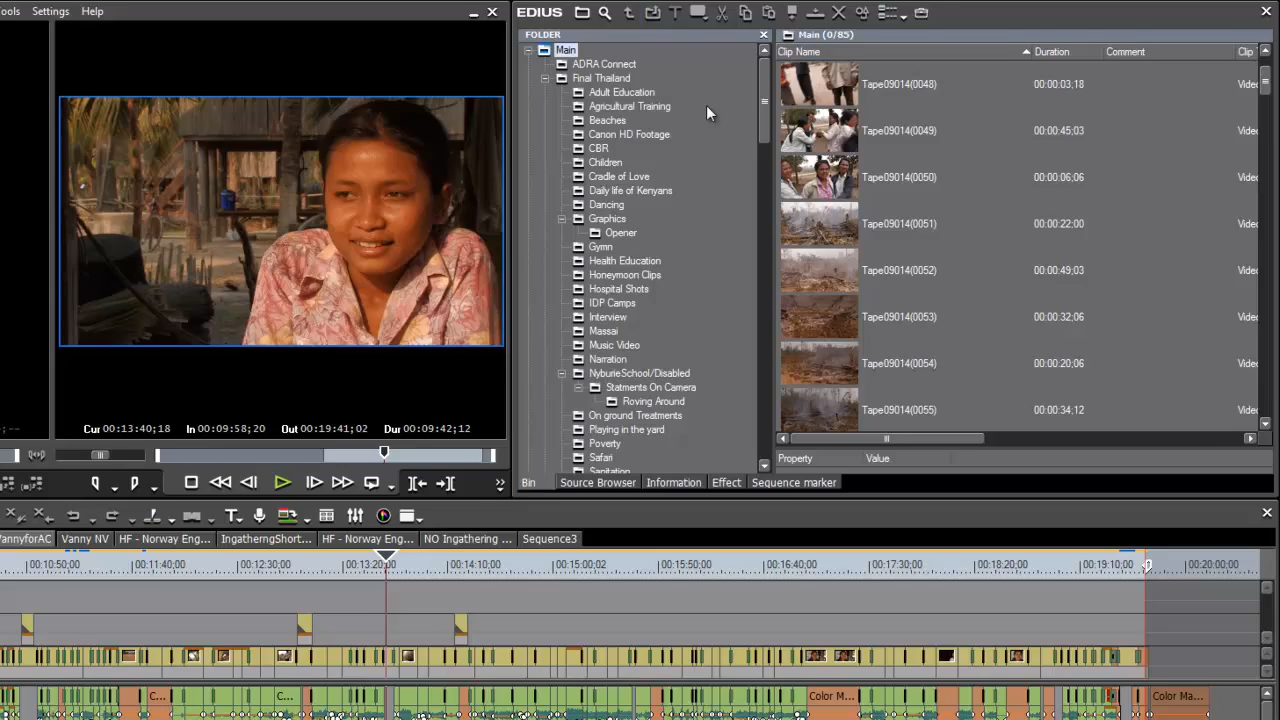 ools Settings Help
EDIUS
FOLDER
Main
ADRA Connect
Final Thailand
Adult Education
Agricultural Training
Beaches
Canon HD Footage
CBR
Children
Cradle of Love
Daily life of Kenyans
Dancing
Graphics
Opener
Gymn
Health Education
Honeymoon Clips
Hospital Shots
IDP Camps
Interview
Massai
Music Video
Narration
NyburieSchool/Disabled
Statments On Camera
Roving Around
On ground Treatments
Playing in the yard
Poverty
Safari
Sanitation
Main (0/85)
Clip Name Duration Comment Clip
Tape09014(0048) 00:00:03;18 Videc
Tape09014(0049) 00:00:45;03 Videc
Tape09014(0050) 00:00:06;06 Videc
Tape09014(0051) 00:00:22;00 Videc
Tape09014(0052) 00:00:49;03 Videc
Tape09014(0053) 00:00:32;06 Videc
Tape09014(0054) 00:00:20;06 Videc
Tape09014(0055) 00:00:34;12 Videc
Property Value
Bin Source Browser Information Effect Sequence marker
--;-- Cur 00:13:40;18 In 00:09:58;20 Out 00:19:41;02 Dur 00:09:42;12
VannyforAC Vanny NV HF - Norway Eng... IngatherngShort... HF - Norway Eng... NO Ingathering ... Sequence3
00:10:50;00 00:11:40;00 00:12:30;00 00:13:20;00 00:14:10;00 00:15:00;02 00:15:50;00 00:16:40;00 00:17:30;00 00:18:20;00 00:19:10;00 00:20:00;00
C... C... Color M... Color Ma...